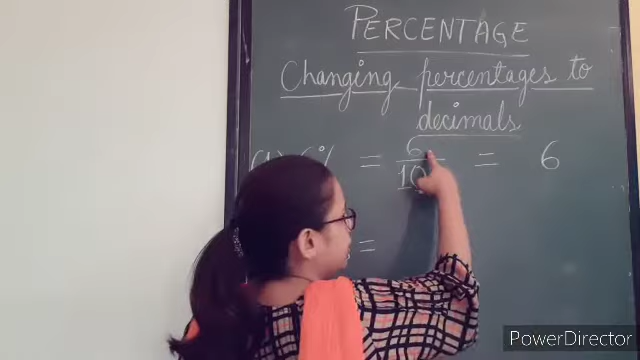 PERCENTAGE
Changing percentages to
decimals
6% = 6/10 = 6
=
PowerDirector